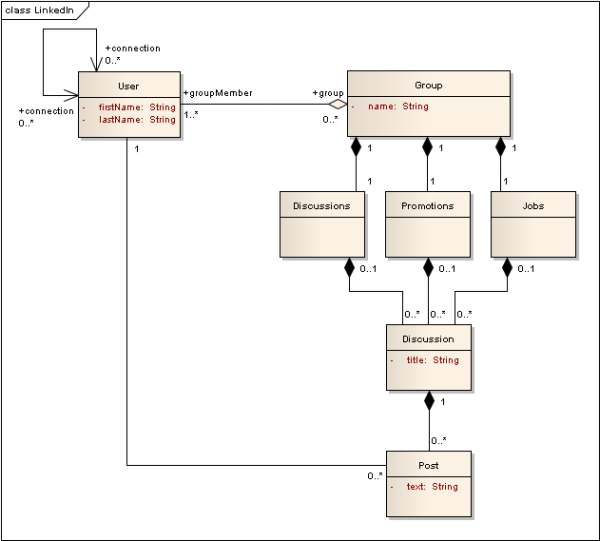 class LinkedIn
+connection
0..*
User
- firstName: String
- lastName: String
+connection
0..*
+groupMember
1..*
+group
0..*
Group
- name: String
1
1
1
1
1
1
1
Discussions
Promotions
Jobs
0..1
0..1
0..1
0..*
0..*
0..*
Discussion
- title: String
1
0..*
Post
- text: String
0..*